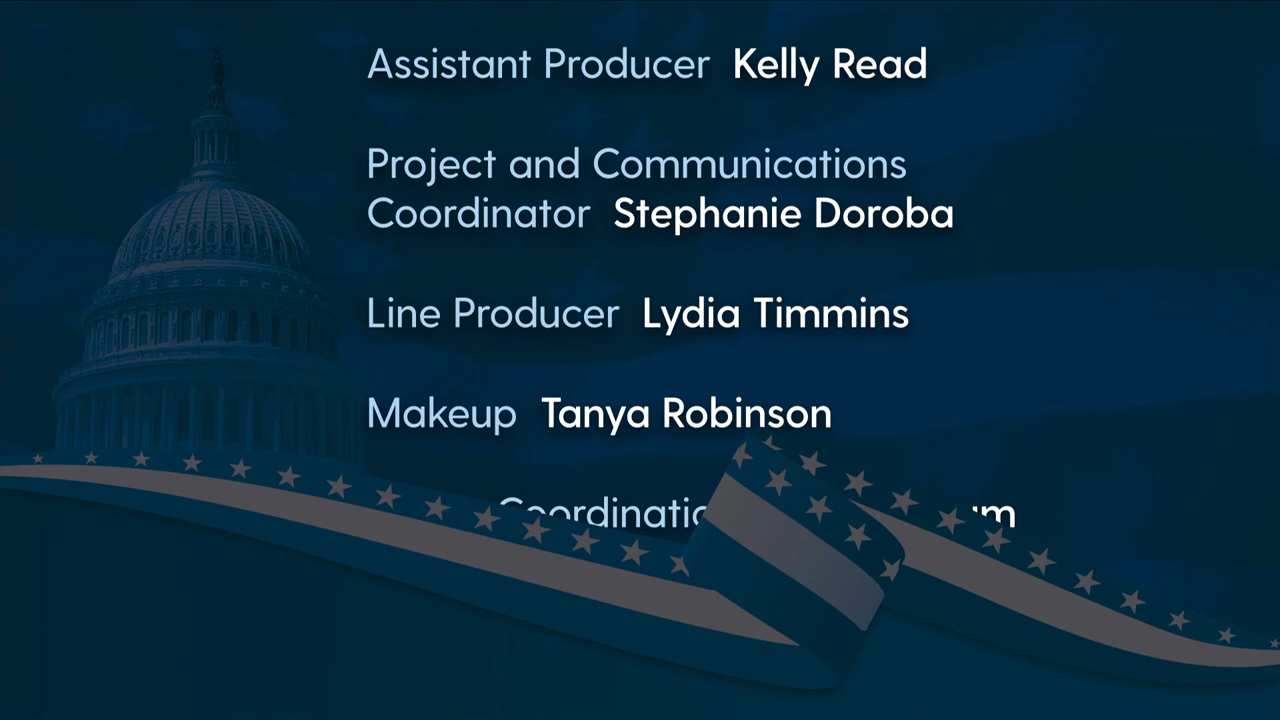 Assistant Producer Kelly Read
Project and Communications
Coordinator Stephanie Doroba
Line Producer Lydia Timmins
Makeup Tanya Robinson